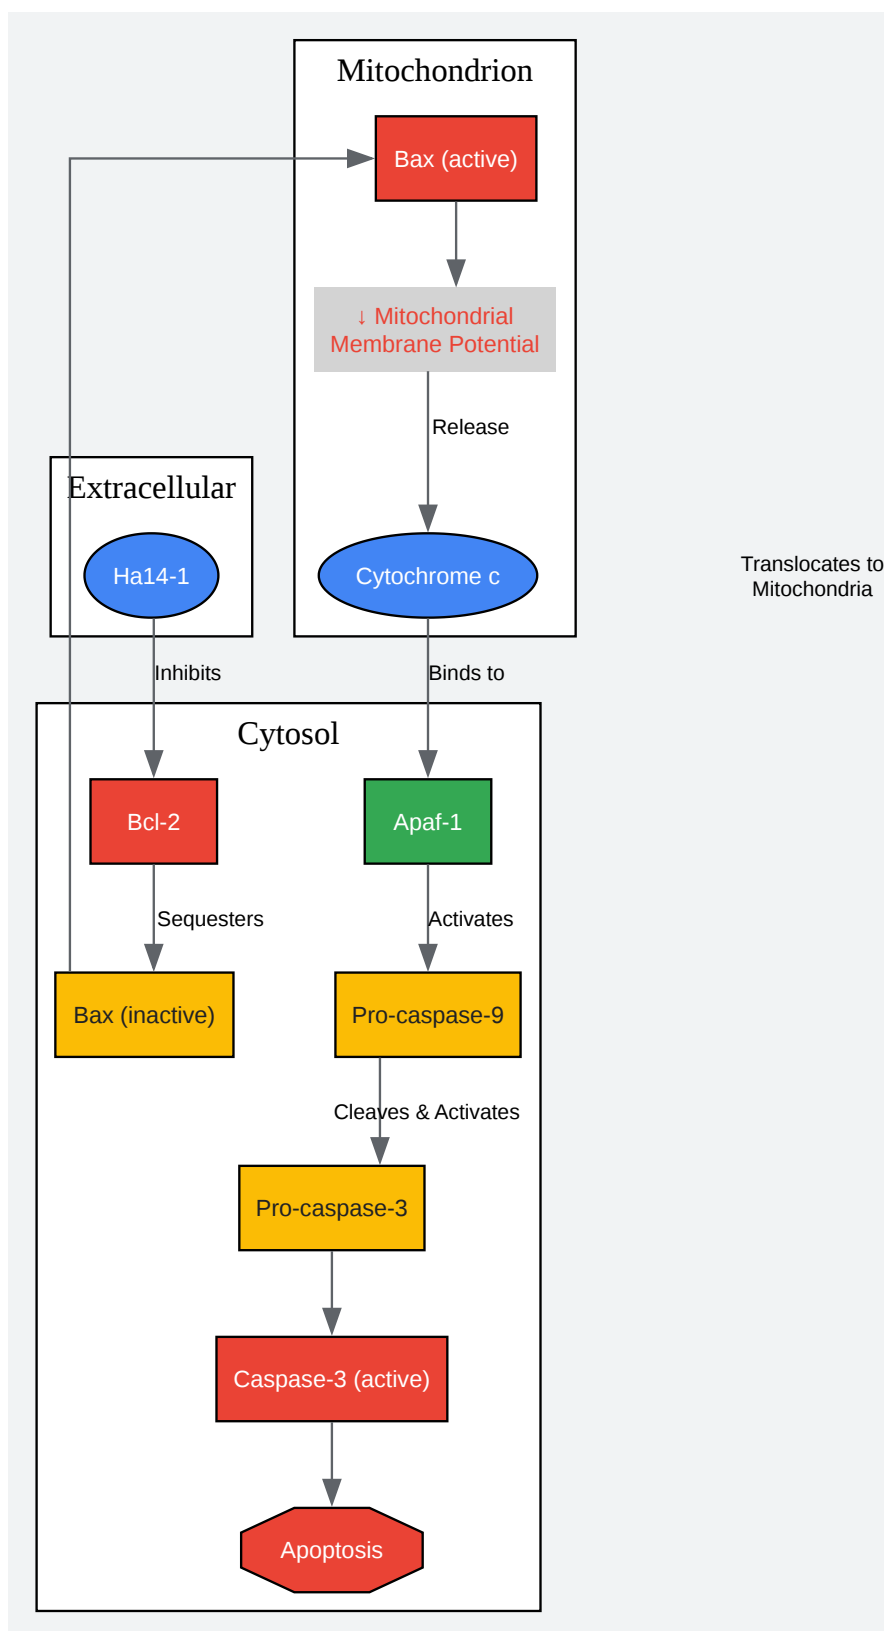 Mitochondrion
Bax (active)
↓ Mitochondrial
Membrane Potential
Release
Extracellular
Ha14-1
Cytochrome c
Translocates to
Mitochondria
Inhibits
Binds to
Cytosol
Bcl-2
Apaf-1
Sequesters
Activates
Bax (inactive)
Pro-caspase-9
Cleaves & Activates
Pro-caspase-3
Caspase-3 (active)
Apoptosis